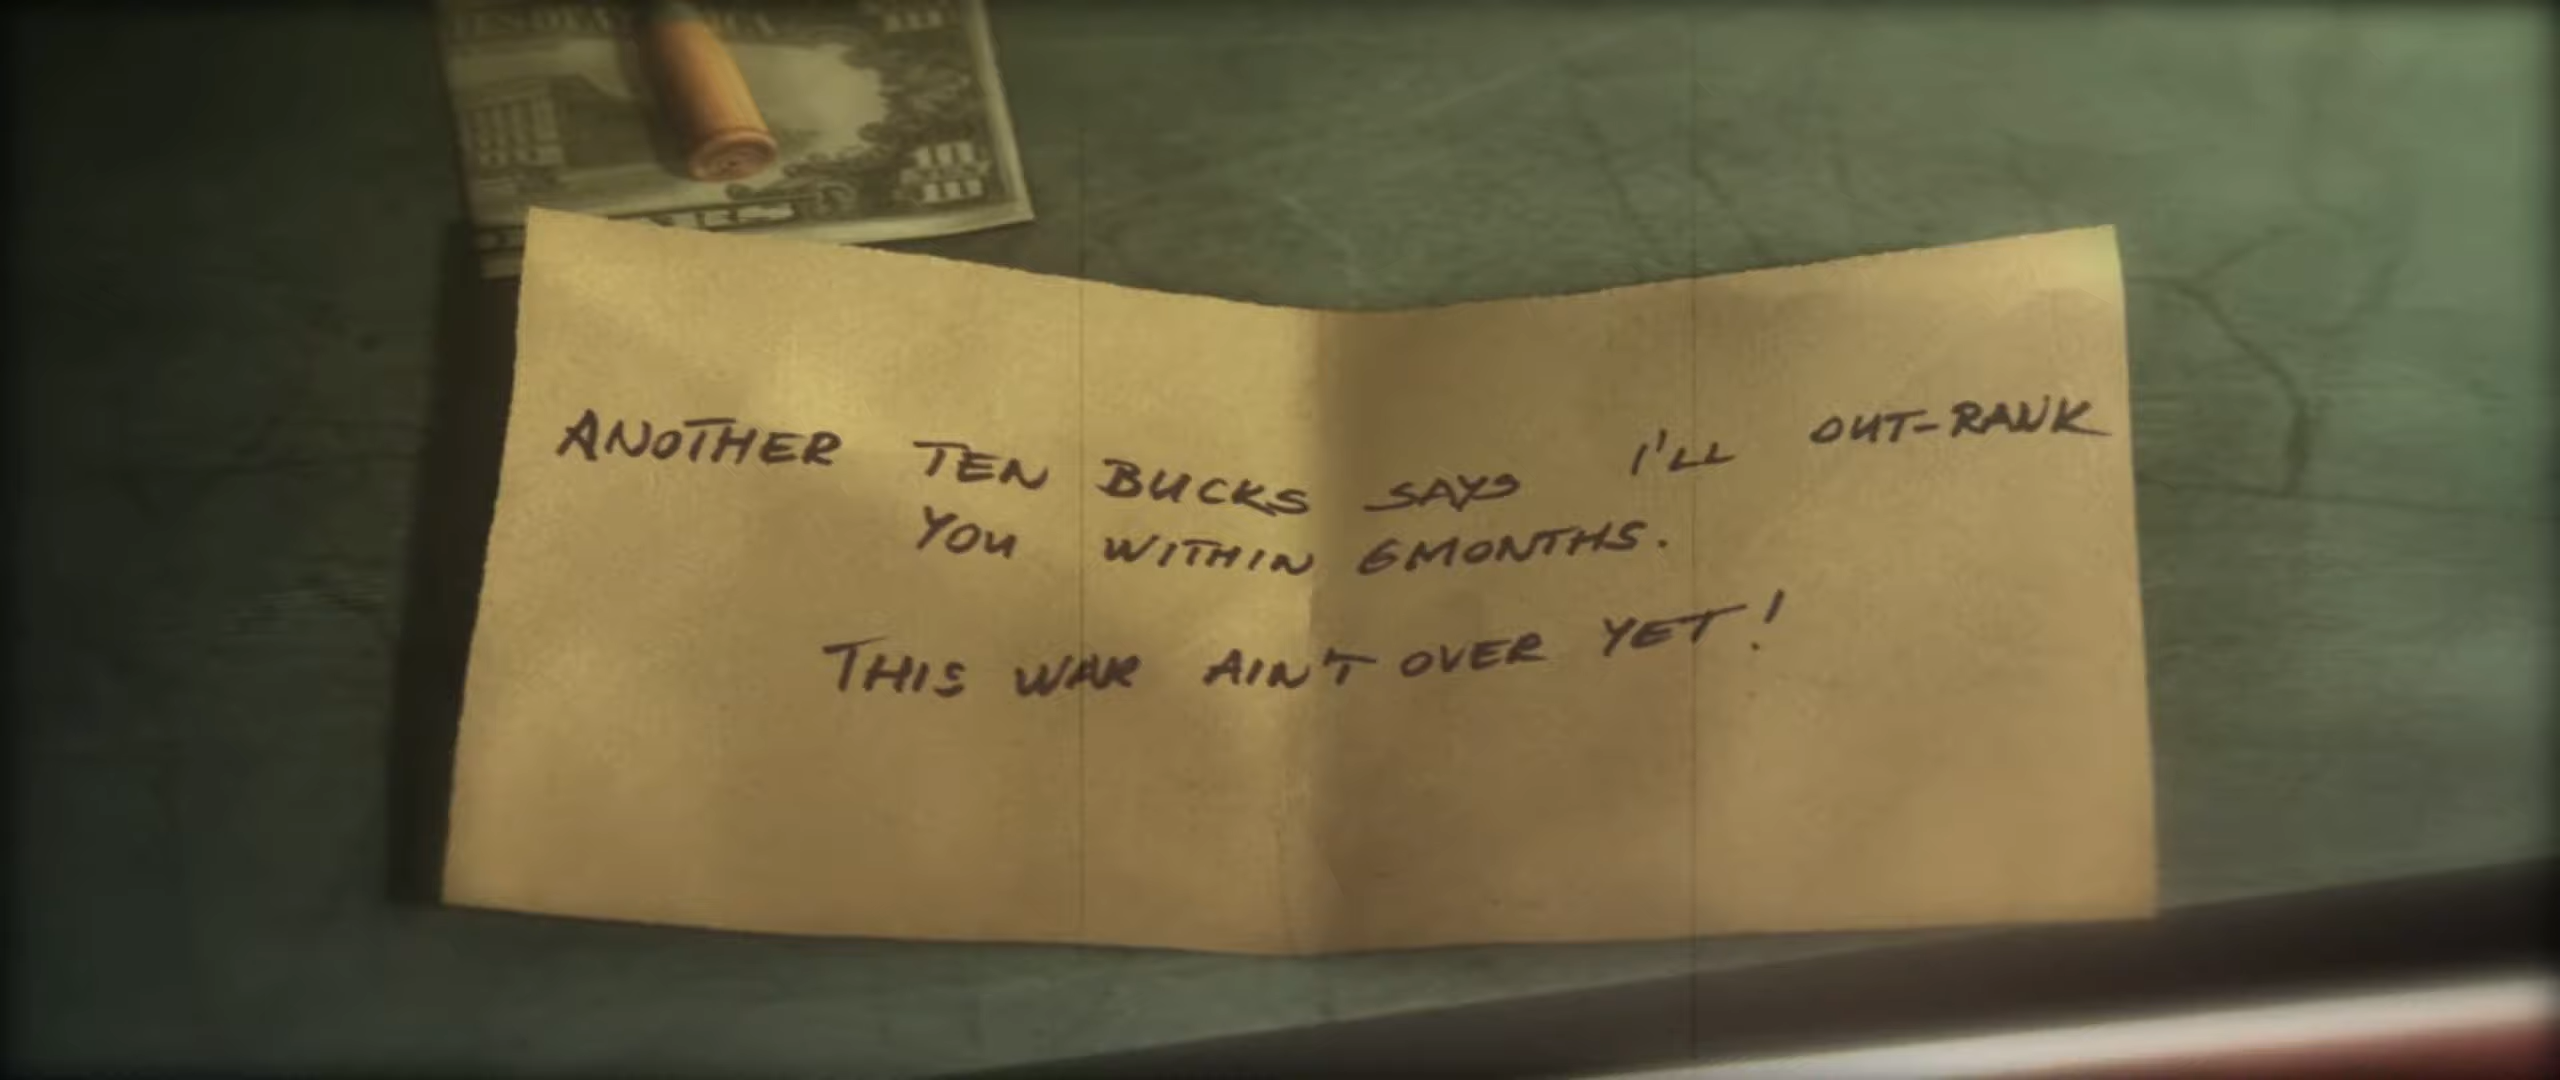 ANOTHER TEN BUCKS SAYS I'LL OUT-RANK
YOU WITHIN 6MONTHS.
THIS WAR AIN'T OVER YET!